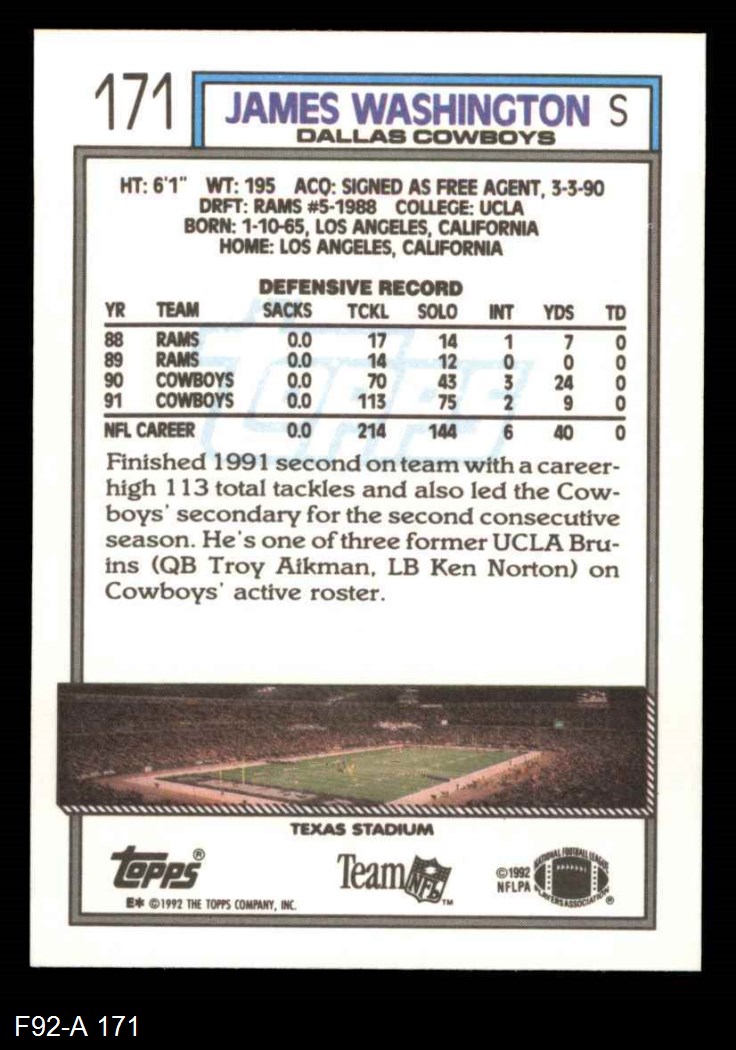 171
JAMES WASHINGTON S
DALLAS COWBOYS
HT: 6'1" WT: 195 ACQ: SIGNED AS FREE AGENT, 3-3-90
DRFT: RAMS #5-1988 COLLEGE: UCLA
BORN: 1-10-65, LOS ANGELES, CALIFORNIA
HOME: LOS ANGELES, CALIFORNIA
DEFENSIVE RECORD
YR TEAM SACKS TCKL SOLO INT YDS TD
88 RAMS 0.0 17 14 1 7 0
89 RAMS 0.0 14 12 0 0 0
90 COWBOYS 0.0 70 43 3 24 0
91 COWBOYS 0.0 113 75 2 9 0
NFL CAREER 0.0 214 144 6 40 0
TOPPS
Finished 1991 second on team with a career-
high 113 total tackles and also led the Cow-
boys' secondary for the second consecutive
season. He's one of three former UCLA Bru-
ins (QB Troy Aikman, LB Ken Norton) on
Cowboys' active roster.
TEXAS STADIUM
TOPPS®
E* ©1992 THE TOPPS COMPANY, INC.
Team NFL™
©1992
NFLPA
NATIONAL FOOTBALL LEAGUE
PLAYERS ASSOCIATION®
F92-A 171